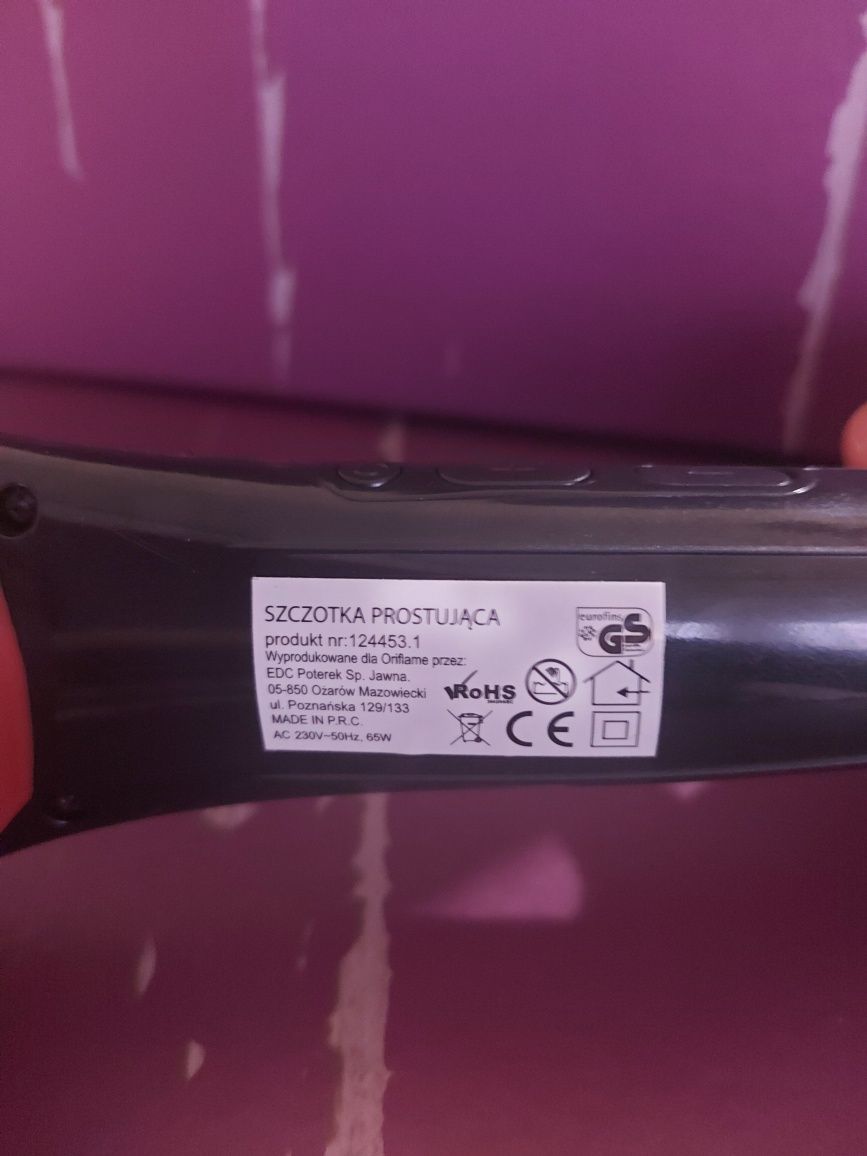 SZCZOTKA PROSTUJĄCA
produkt nr:124453.1
Wyprodukowane dla Oriflame przez:
EDC Poterek Sp. Jawna.
05-850 Ożarów Mazowiecki
ul. Poznańska 129/133
MADE IN P.R.C.
AC 230V~50Hz, 65W
eurofins
GS
RoHS
CE